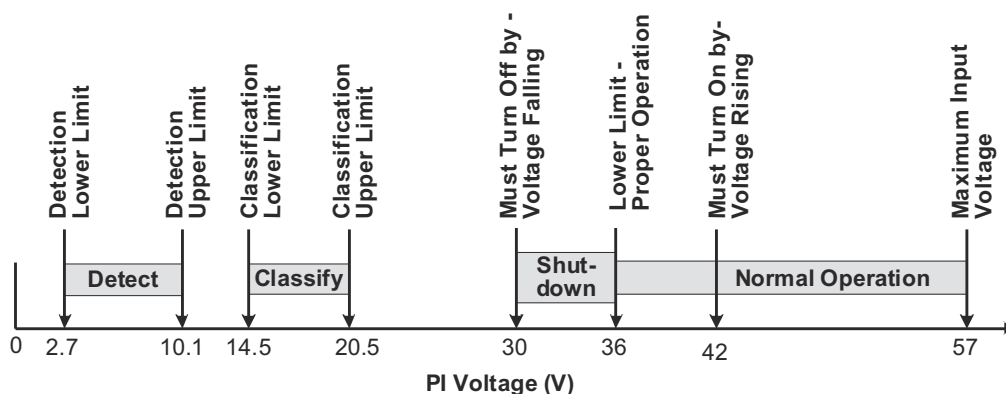 Detection
Lower Limit
Detection
Upper Limit
Classification
Lower Limit
Classification
Upper Limit
Must Turn Off by -
Voltage Falling
Lower Limit -
Proper Operation
Must Turn On by-
Voltage Rising
Maximum Input
Voltage
Detect
Classify
Shut-
down
Normal Operation
0
2.7
10.1
14.5
20.5
30
36
42
57
PI Voltage (V)